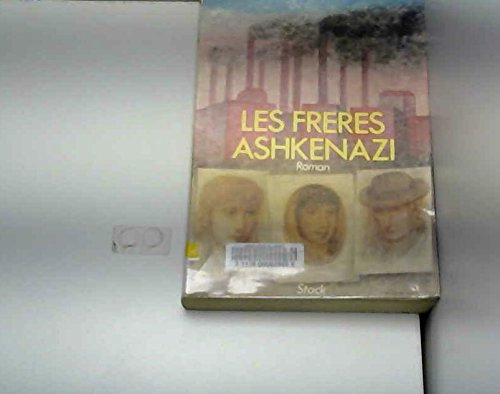 LES FRERES
ASHKENAZI
Roman
Stock